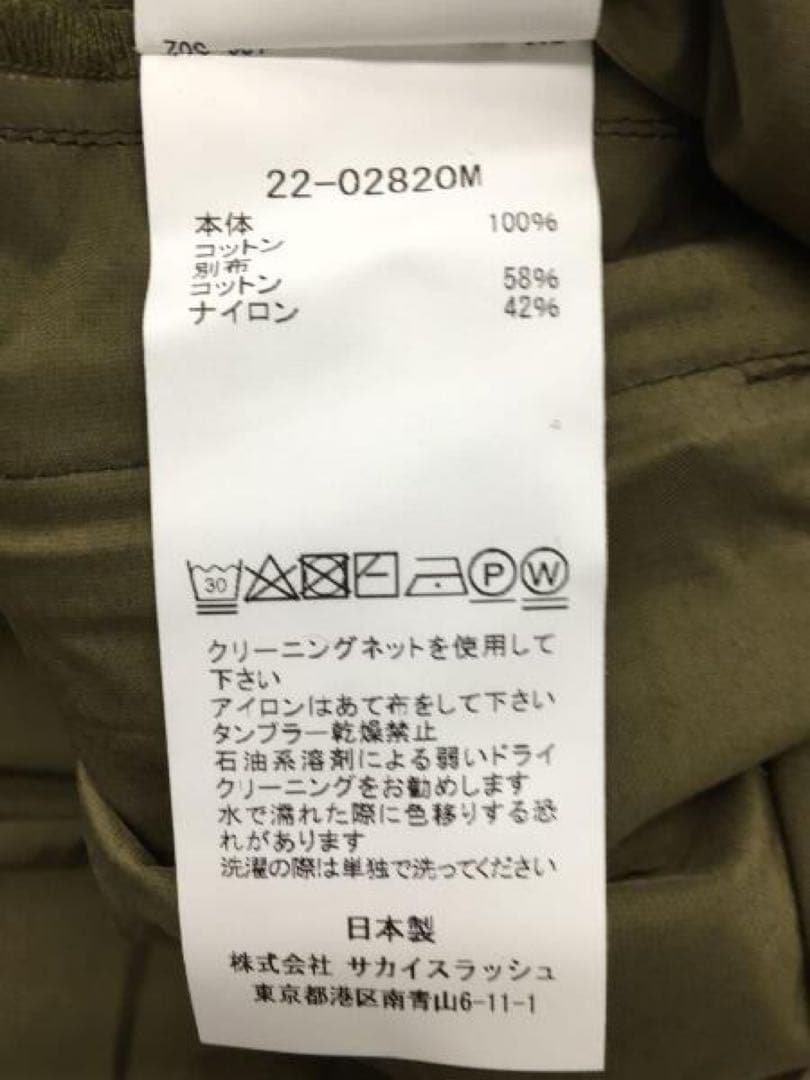 22-02820M
本体 100%
コットン
別布
コットン 58%
ナイロン 42%
30 P W
クリーニングネットを使用して
下さい
アイロンはあて布をして下さい
タンブラー乾燥禁止
石油系溶剤による弱いドライ
クリーニングをお勧めします
水で濡れた際に色移りする恐
れがあります
洗濯の際は単独で洗ってください
日本製
株式会社 サカイスラッシュ
東京都港区南青山6-11-1